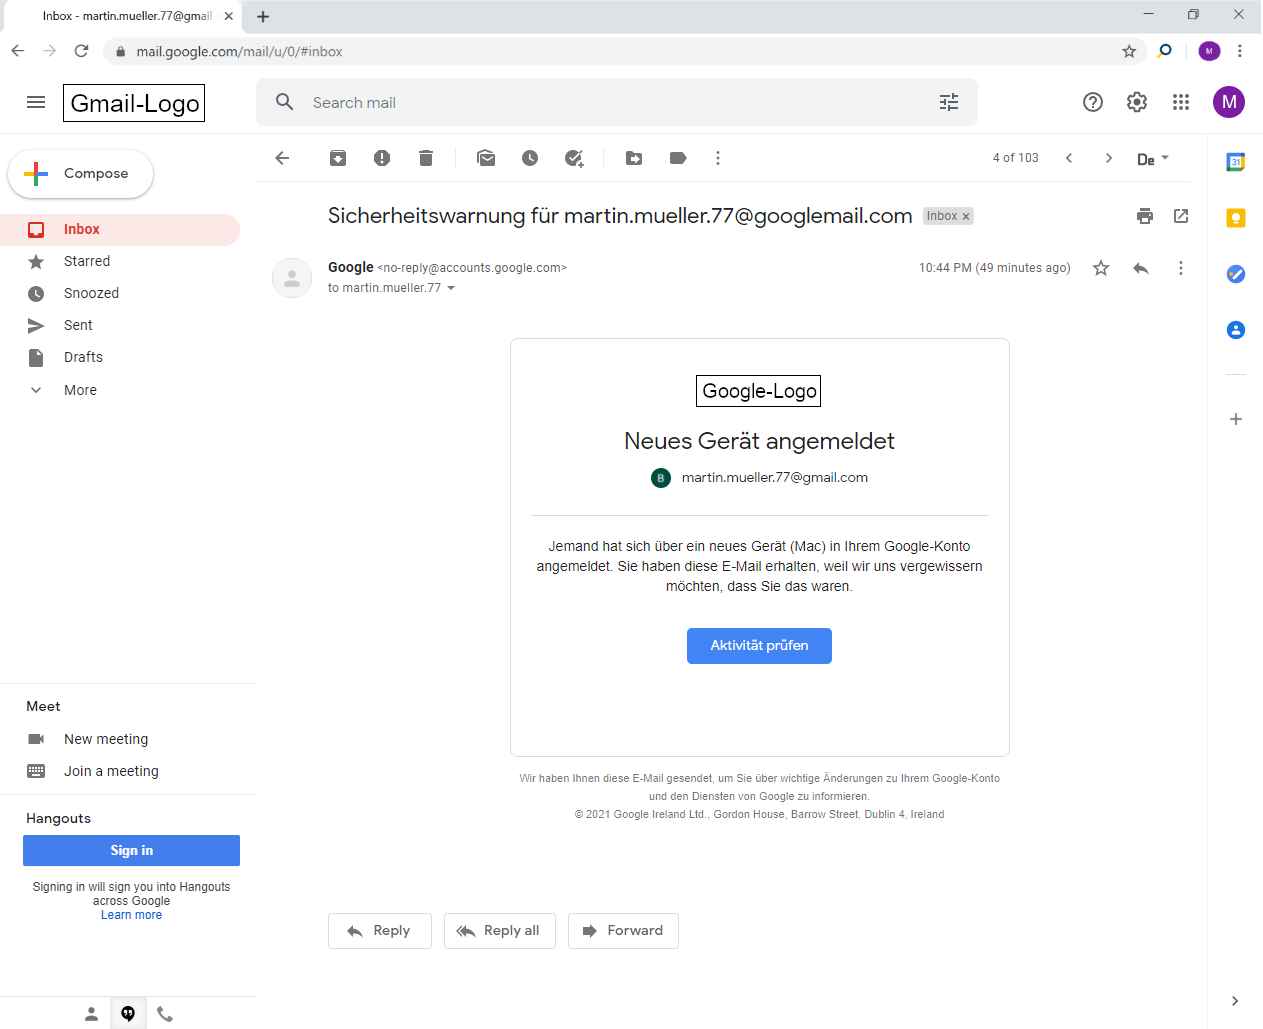 Inbox - martin.mueller.77@gmail.
mail.google.com/mail/u/0/#inbox
M
Gmail-Logo
Search mail
M
Compose
4 of 103
De
31
Inbox
Starred
Snoozed
Sent
Drafts
More
Sicherheitswarnung für martin.mueller.77@googlemail.com
Inbox x
Google <no-reply@accounts.google.com>
10:44 PM (49 minutes ago)
to martin.mueller.77
Google-Logo
Neues Gerät angemeldet
B martin.mueller.77@gmail.com
Jemand hat sich über ein neues Gerät (Mac) in Ihrem Google-Konto
angemeldet. Sie haben diese E-Mail erhalten, weil wir uns vergewissern
möchten, dass Sie das waren.
Aktivität prüfen
Wir haben Ihnen diese E-Mail gesendet, um Sie über wichtige Änderungen zu Ihrem Google-Konto
und den Diensten von Google zu informieren.
© 2021 Google Ireland Ltd., Gordon House, Barrow Street, Dublin 4, Ireland
Meet
New meeting
Join a meeting
Hangouts
Sign in
Signing in will sign you into Hangouts
across Google
Learn more
Reply
Reply all
Forward